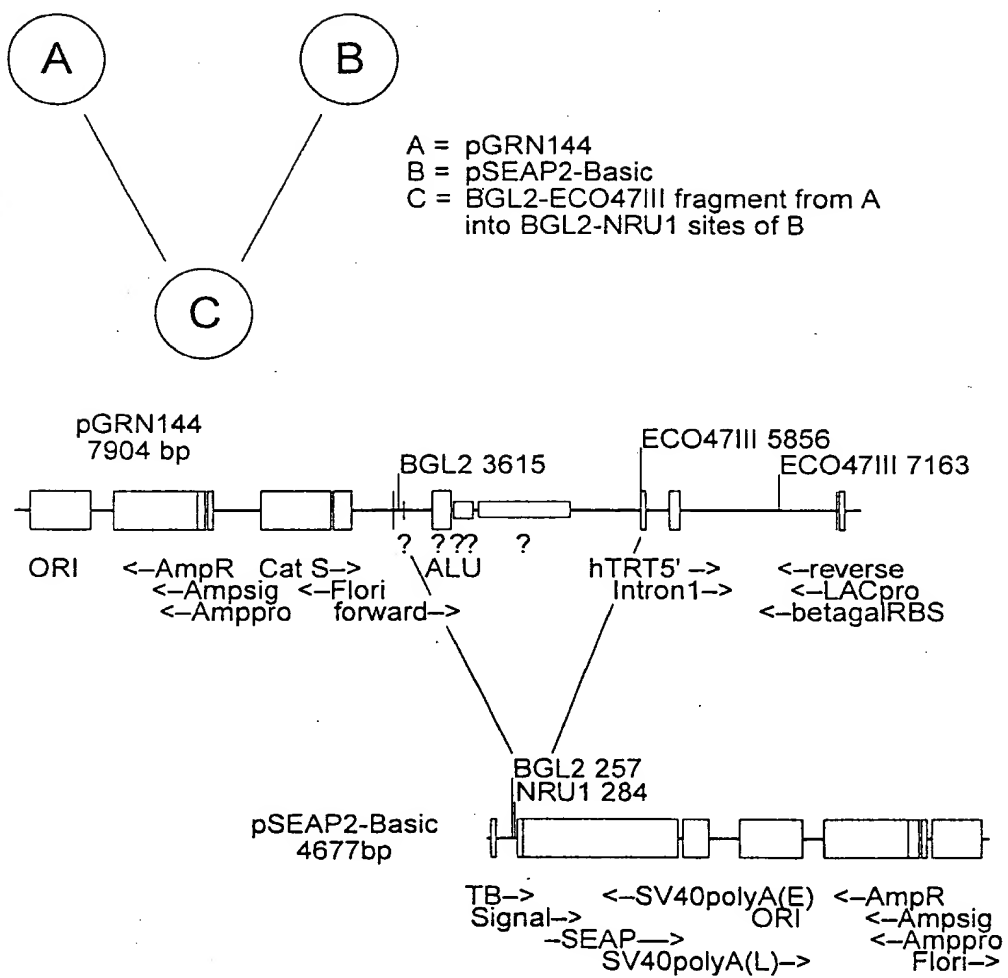 A
B
A = pGRN144
B = pSEAP2-Basic
C = BGL2-ECO47III fragment from A
into BGL2-NRU1 sites of B
C
pGRN144
7904 bp
BGL2 3615
ECO47III 5856
ECO47III 7163
? ? ?? ?
ORI <–AmpR Cat S–> ALU hTRT5' –> <–reverse
<–Ampsig <–Flori Intron1–> <–LACpro
<–Amppro forward–> <–betagalRBS
BGL2 257
NRU1 284
pSEAP2-Basic
4677bp
TB–> <–SV40polyA(E) <–AmpR
Signal–> ORI <–Ampsig
–SEAP—> <–Amppro
SV40polyA(L)–> Flori–>